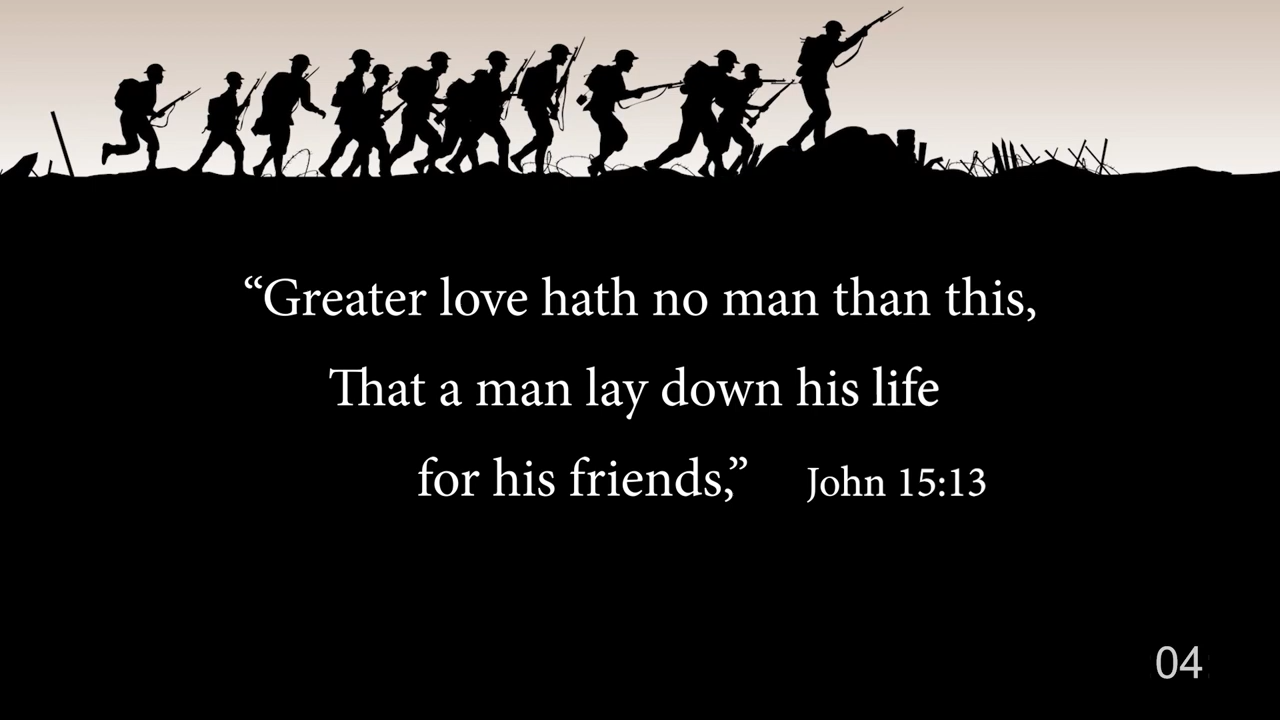 “Greater love hath no man than this,
That a man lay down his life
for his friends,” John 15:13
04